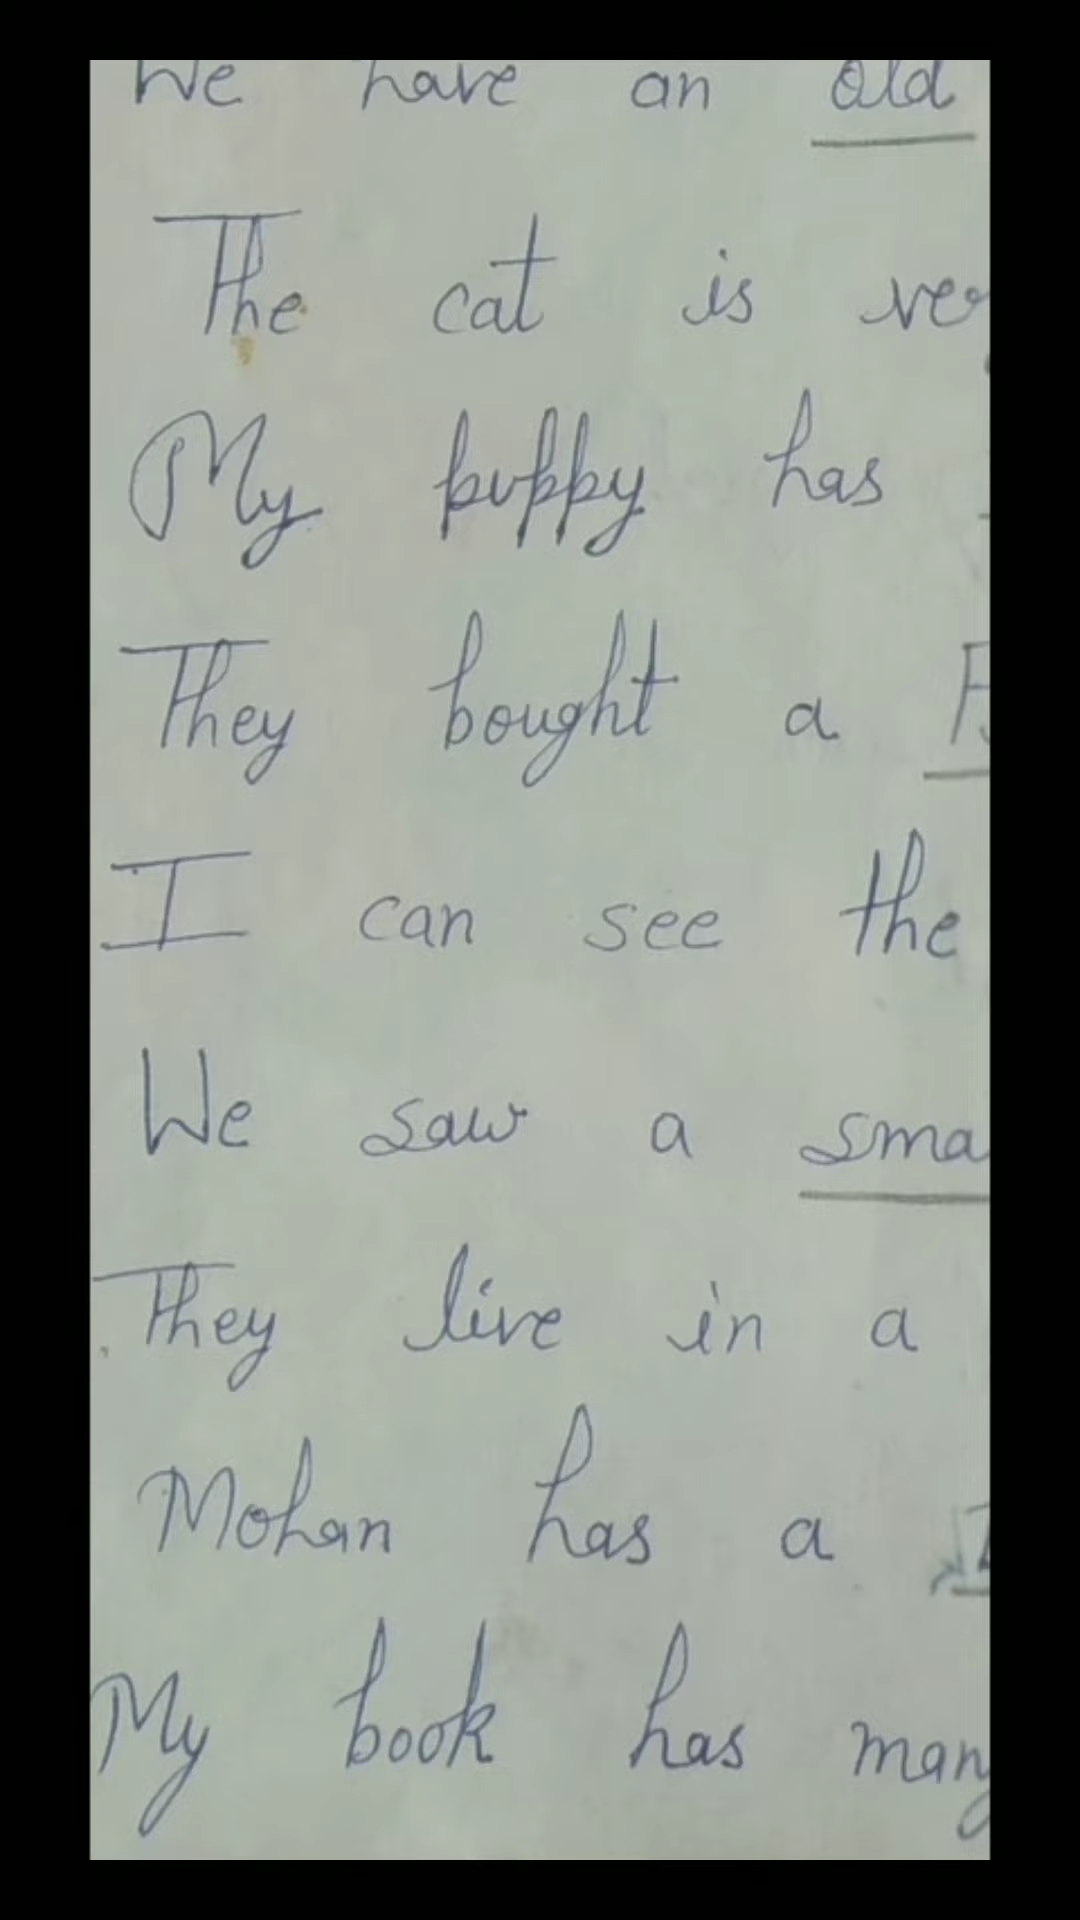 We have an old
The cat is
My puppy has
They bought a
I can see the
We saw a sma
They live in a
Mohan has a
My book has many